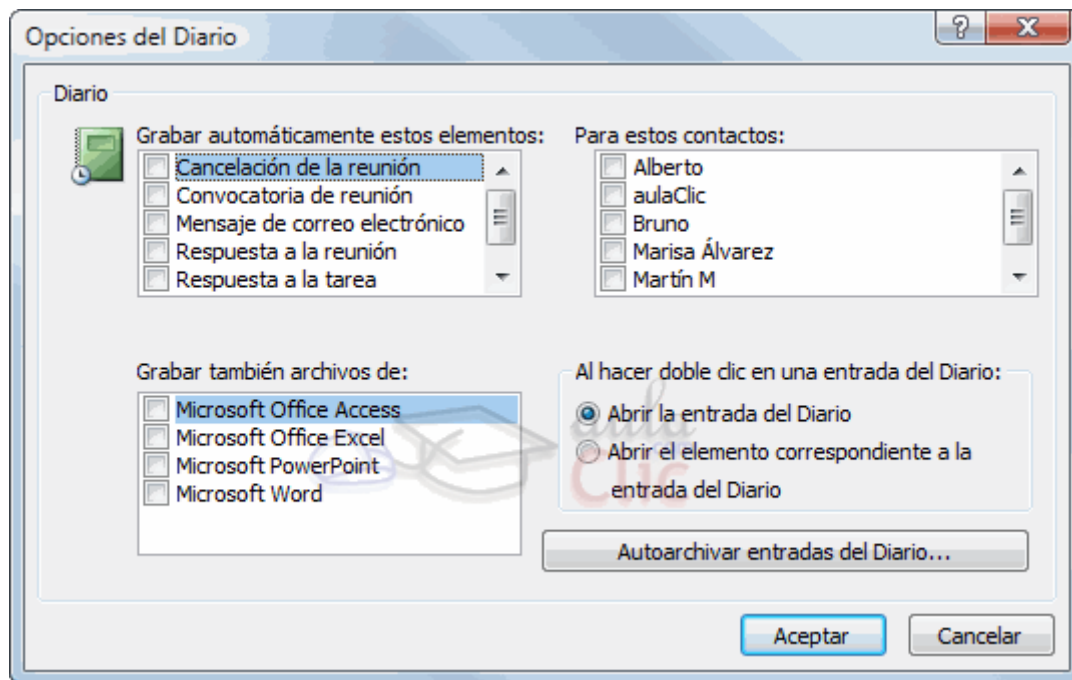 Opciones del Diario
Diario
Grabar automáticamente estos elementos:
Cancelación de la reunión
Convocatoria de reunión
Mensaje de correo electrónico
Respuesta a la reunión
Respuesta a la tarea
Para estos contactos:
Alberto
aulaClic
Bruno
Marisa Álvarez
Martín M
Grabar también archivos de:
Microsoft Office Access
Microsoft Office Excel
Microsoft PowerPoint
Microsoft Word
Al hacer doble clic en una entrada del Diario:
Abrir la entrada del Diario
Abrir el elemento correspondiente a la
entrada del Diario
aula
Clic
Autoarchivar entradas del Diario...
Aceptar
Cancelar